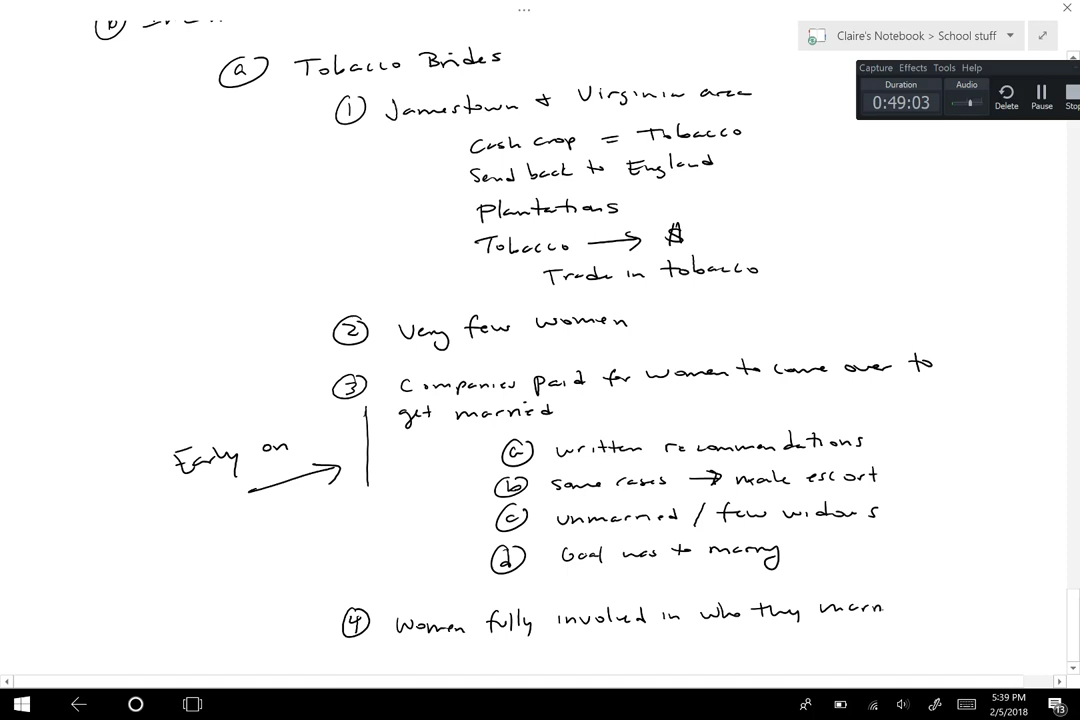 ...
Claire's Notebook > School stuff
Capture Effects Tools Help
Duration
0:49:03
Audio
Delete
Pause
Stop
(b)
(a) Tobacco Brides
(1) Jamestown + Virginia area
Cash crop = Tobacco
Send back to England
Plantations
Tobacco → $
Trade in tobacco
(2) Very few women
(3) Companies paid for women to come over to
get married
Early on →
(a) written recommendations
(b) some cases → male escort
(c) unmarried / few widows
(d) Goal was to marry
(4) Women fully involved in who they marr
5:39 PM
2/5/2018
13